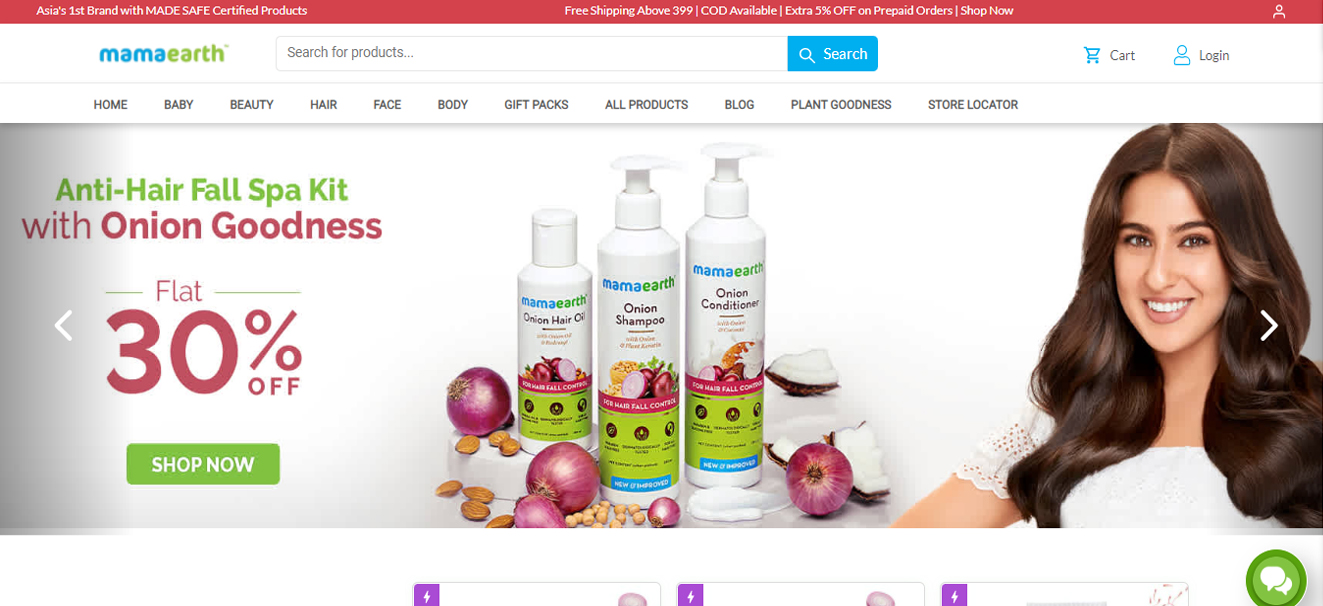 Asia's 1st Brand with MADE SAFE Certified Products
Free Shipping Above 399 | COD Available | Extra 5% OFF on Prepaid Orders | Shop Now
mamaearth™
Search for products...
Search
Cart
Login
HOME
BABY
BEAUTY
HAIR
FACE
BODY
GIFT PACKS
ALL PRODUCTS
BLOG
PLANT GOODNESS
STORE LOCATOR
Anti-Hair Fall Spa Kit
with Onion Goodness
Flat
30%
OFF
SHOP NOW
mamaearth
Onion Hair Oil
FOR HAIR FALL CONTROL
mamaearth
Onion
Shampoo
with Onion
& Plant Keratin
FOR HAIR FALL CONTROL
NEW & IMPROVED
mamaearth
Onion
Conditioner
with Onion
& Coconut
FOR HAIR FALL CONTROL
NEW & IMPROVED